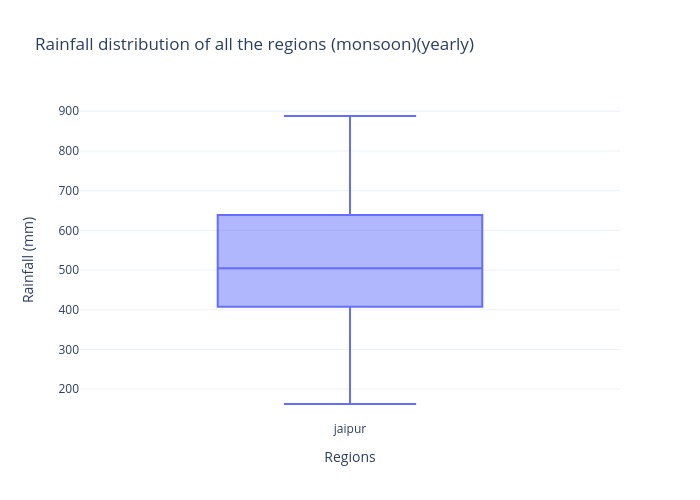 Rainfall distribution of all the regions (monsoon)(yearly)
900
800
700
600
500
400
300
200
Rainfall (mm)
jaipur
Regions